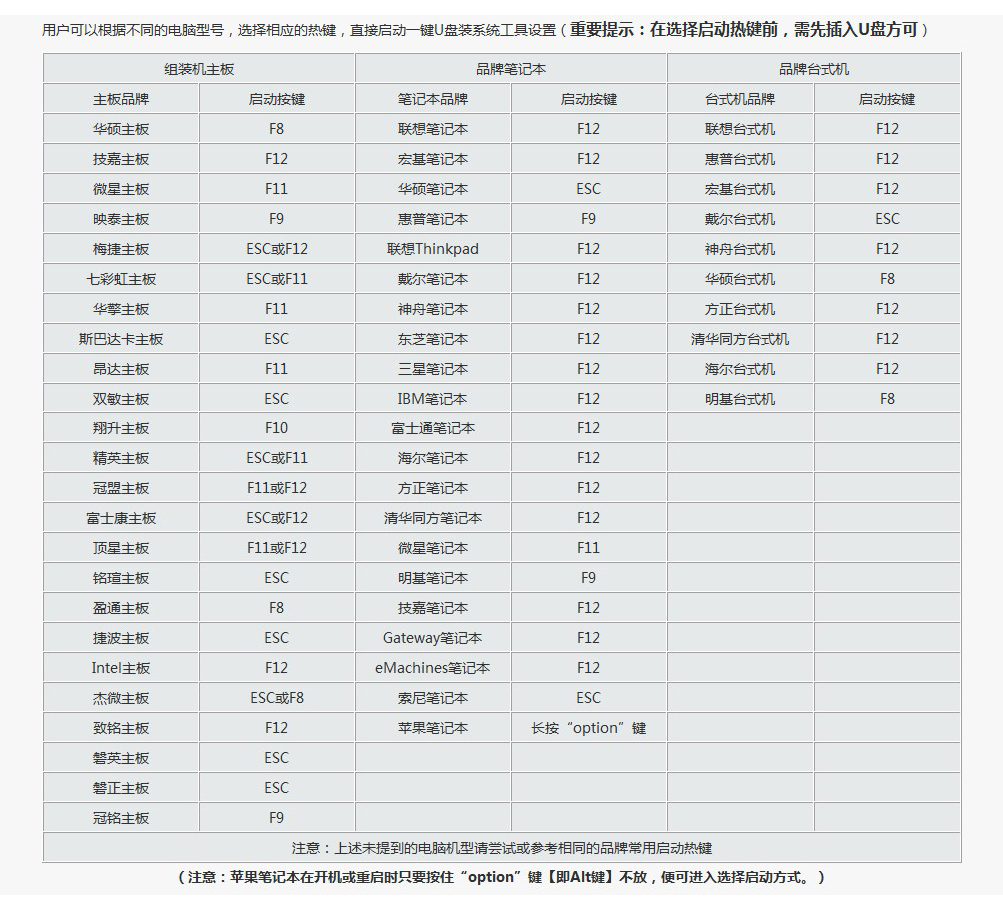 用户可以根据不同的电脑型号，选择相应的热键，直接启动一键U盘装系统工具设置（重要提示：在选择启动热键前，需先插入U盘方可）
组装机主板 品牌笔记本 品牌台式机
主板品牌 启动按键 笔记本品牌 启动按键 台式机品牌 启动按键
华硕主板 F8 联想笔记本 F12 联想台式机 F12
技嘉主板 F12 宏基笔记本 F12 惠普台式机 F12
微星主板 F11 华硕笔记本 ESC 宏基台式机 F12
映泰主板 F9 惠普笔记本 F9 戴尔台式机 ESC
梅捷主板 ESC或F12 联想Thinkpad F12 神舟台式机 F12
七彩虹主板 ESC或F11 戴尔笔记本 F12 华硕台式机 F8
华擎主板 F11 神舟笔记本 F12 方正台式机 F12
斯巴达卡主板 ESC 东芝笔记本 F12 清华同方台式机 F12
昂达主板 F11 三星笔记本 F12 海尔台式机 F12
双敏主板 ESC IBM笔记本 F12 明基台式机 F8
翔升主板 F10 富士通笔记本 F12
精英主板 ESC或F11 海尔笔记本 F12
冠盟主板 F11或F12 方正笔记本 F12
富士康主板 ESC或F12 清华同方笔记本 F12
顶星主板 F11或F12 微星笔记本 F11
铭瑄主板 ESC 明基笔记本 F9
盈通主板 F8 技嘉笔记本 F12
捷波主板 ESC Gateway笔记本 F12
Intel主板 F12 eMachines笔记本 F12
杰微主板 ESC或F8 索尼笔记本 ESC
致铭主板 F12 苹果笔记本 长按“option”键
磐英主板 ESC
磐正主板 ESC
冠铭主板 F9
注意：上述未提到的电脑机型请尝试或参考相同的品牌常用启动热键
（注意：苹果笔记本在开机或重启时只要按住“option”键【即Alt键】不放，便可进入选择启动方式。）